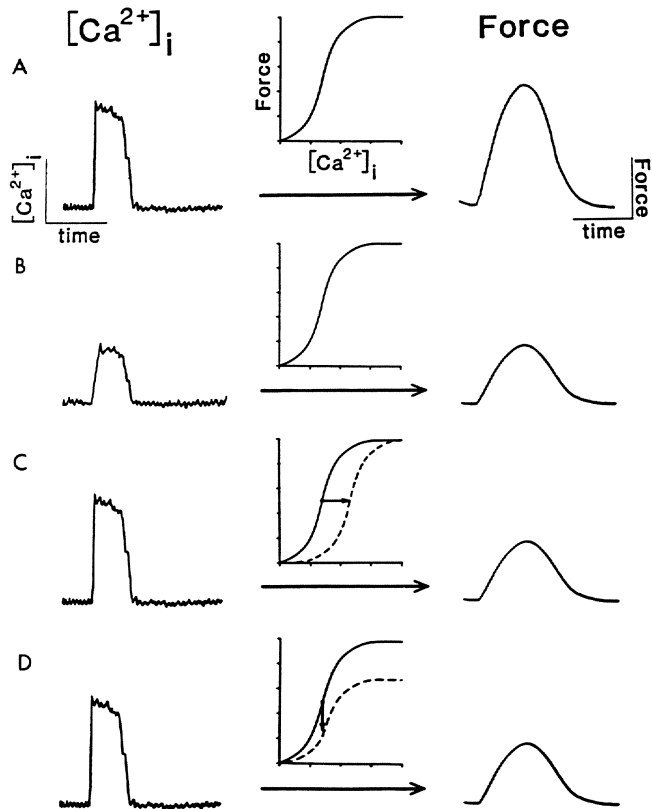 [Ca²⁺]i
Force
A
Force
[Ca²⁺]i
[Ca²⁺]i
time
Force
time
B
C
D